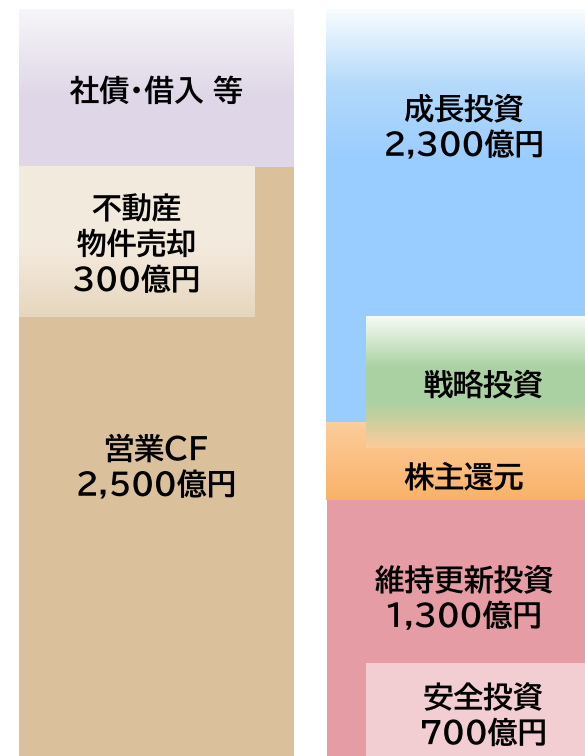 社債・借入 等
不動産
物件売却
300億円
営業CF
2,500億円
成長投資
2,300億円
戦略投資
株主還元
維持更新投資
1,300億円
安全投資
700億円